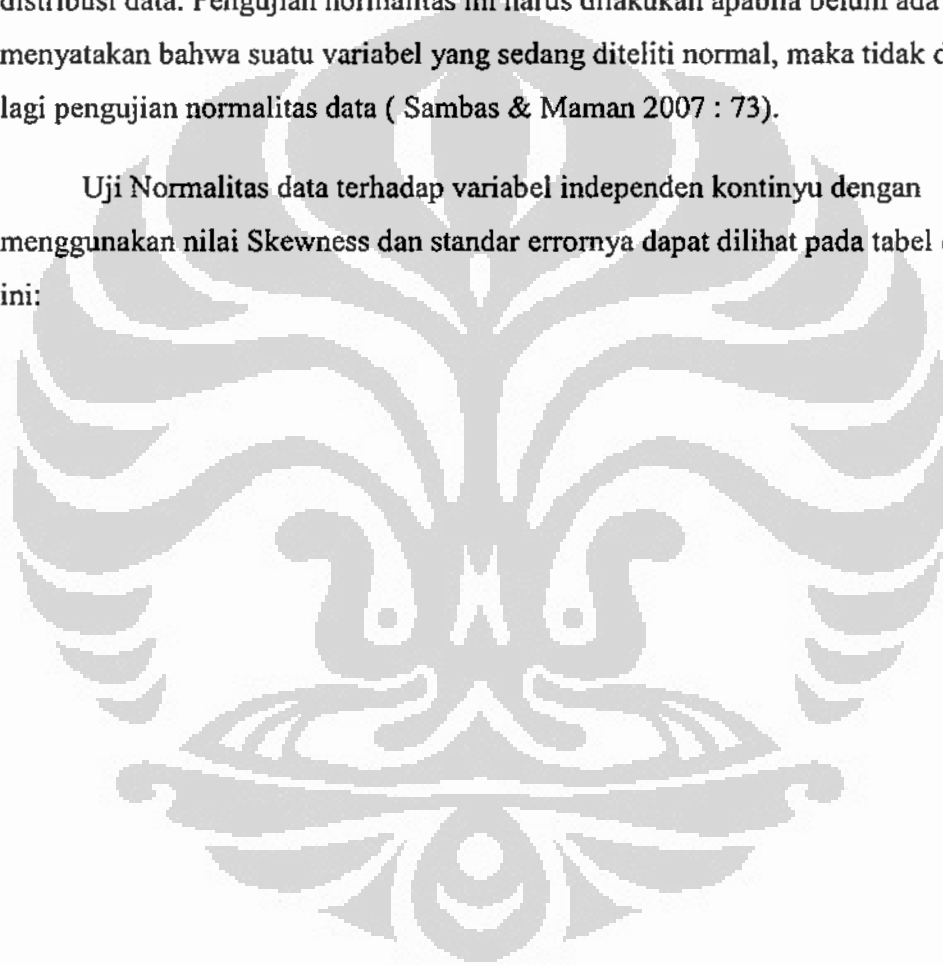 distribusi data. Pengujian normalitas ini harus dilakukan apabila belum ada
menyatakan bahwa suatu variabel yang sedang diteliti normal, maka tidak
lagi pengujian normalitas data ( Sambas & Maman 2007 : 73).
Uji Normalitas data terhadap variabel independen kontinyu dengan
menggunakan nilai Skewness dan standar errornya dapat dilihat pada tabel
ini: